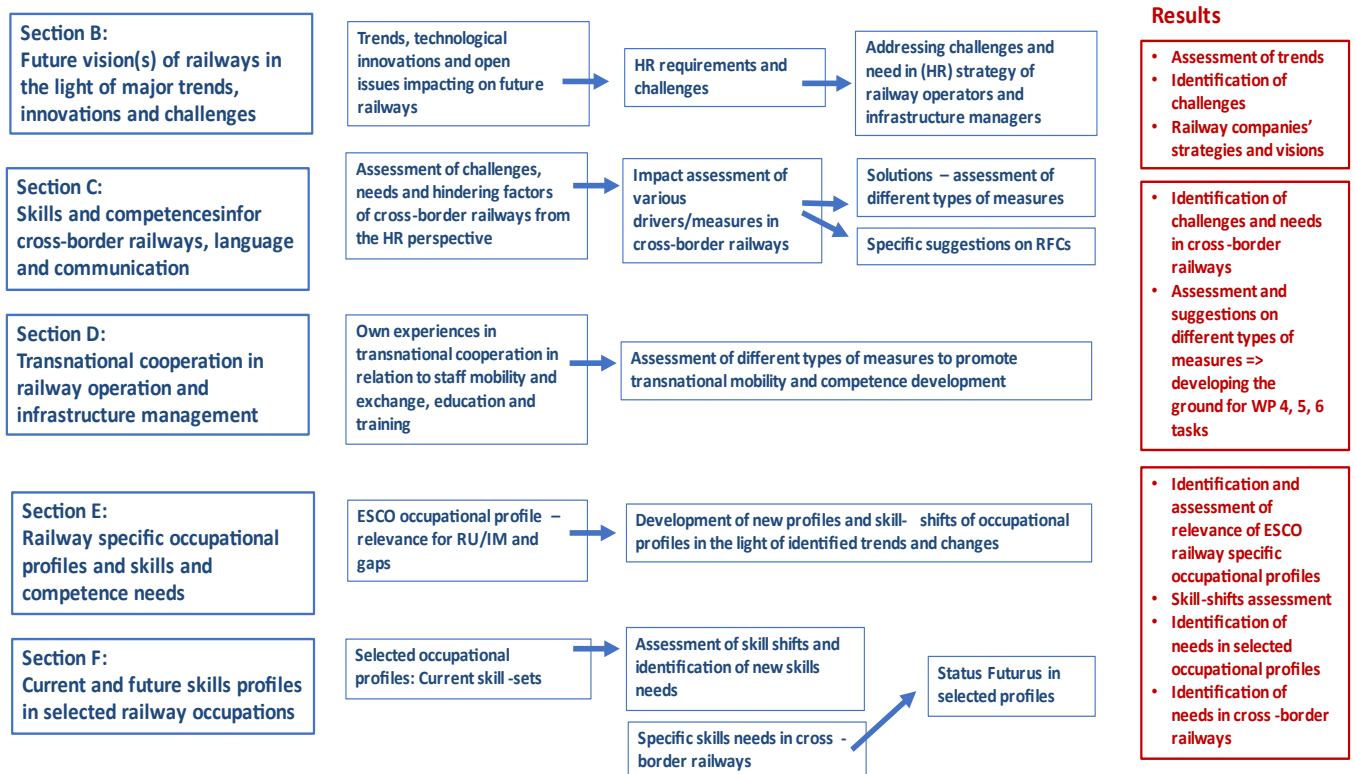 Section B:
Future vision(s) of railways in
the light of major trends,
innovations and challenges
Trends, technological
innovations and open
issues impacting on future
railways
HR requirements and
challenges
Addressing challenges and
need in (HR) strategy of
railway operators and
infrastructure managers
Results
• Assessment of trends
• Identification of
challenges
• Railway companies'
strategies and visions
Section C:
Skills and competencesinfor
cross-border railways, language
and communication
Assessment of challenges,
needs and hindering factors
of cross-border railways from
the HR perspective
Impact assessment of
various
drivers/measures in
cross-border railways
Solutions – assessment of
different types of measures
Specific suggestions on RFCs
• Identification of
challenges and needs
in cross -border
railways
• Assessment and
suggestions on
different types of
measures =>
developing the
ground for WP 4, 5, 6
tasks
Section D:
Transnational cooperation in
railway operation and
infrastructure management
Own experiences in
transnational cooperation in
relation to staff mobility and
exchange, education and
training
Assessment of different types of measures to promote
transnational mobility and competence development
Section E:
Railway specific occupational
profiles and skills and
competence needs
ESCO occupational profile –
relevance for RU/IM and
gaps
Development of new profiles and skill- shifts of occupational
profiles in the light of identified trends and changes
• Identification and
assessment of
relevance of ESCO
railway specific
occupational profiles
• Skill-shifts assessment
• Identification of
needs in selected
occupational profiles
• Identification of
needs in cross -border
railways
Section F:
Current and future skills profiles
in selected railway occupations
Selected occupational
profiles: Current skill -sets
Assessment of skill shifts and
identification of new skills
needs
Specific skills needs in cross -
border railways
Status Futurus in
selected profiles